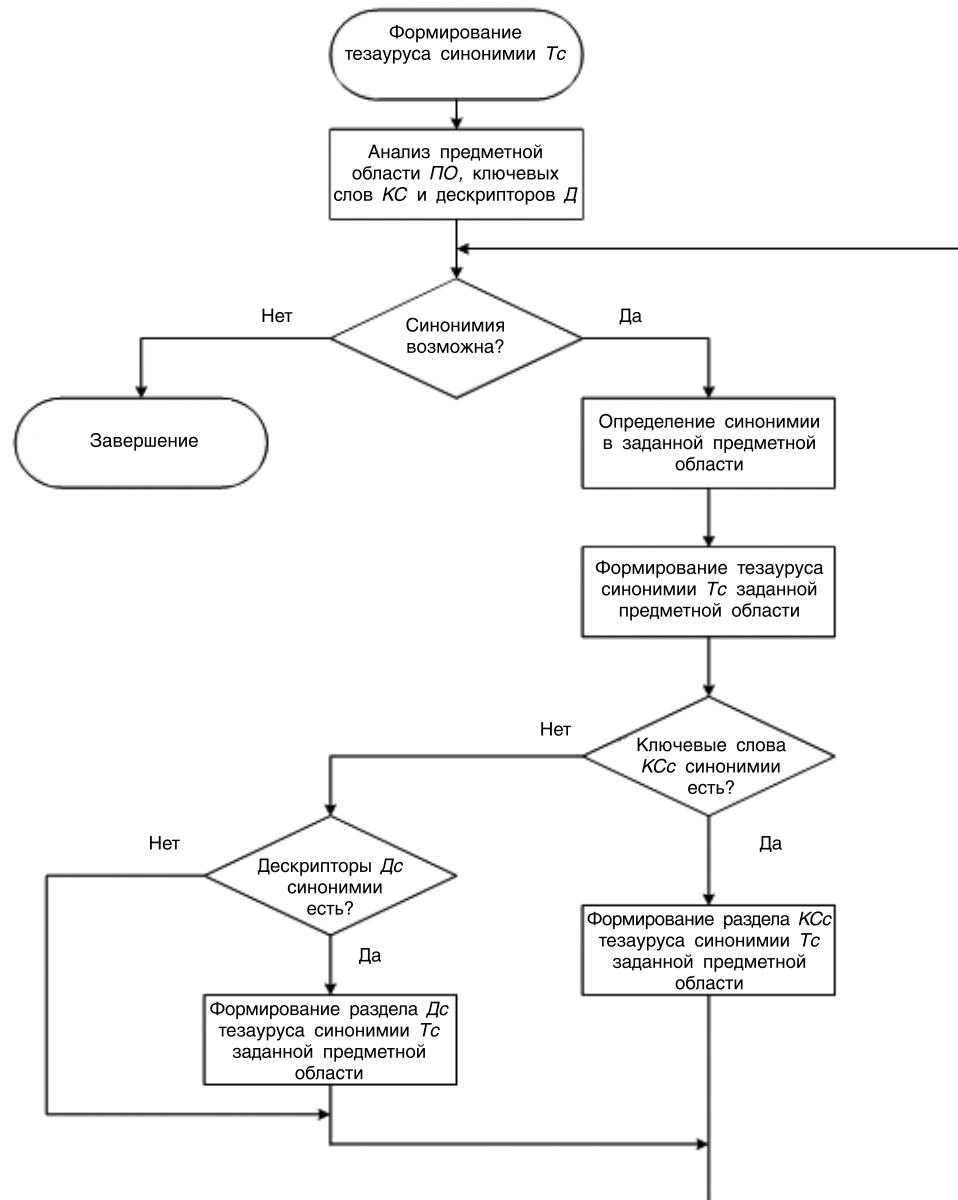 Формирование
тезауруса синонимии Тс
Анализ предметной
области ПО, ключевых
слов КС и дескрипторов Д
Нет
Да
Синонимия
возможна?
Завершение
Определение синонимии
в заданной предметной
области
Формирование тезауруса
синонимии Тс заданной
предметной области
Нет
Ключевые слова
КСс синонимии
есть?
Нет
Да
Дескрипторы Дс
синонимии
есть?
Формирование раздела КСс
тезауруса синонимии Тс
заданной предметной
области
Да
Формирование раздела Дс
тезауруса синонимии Тс
заданной предметной
области